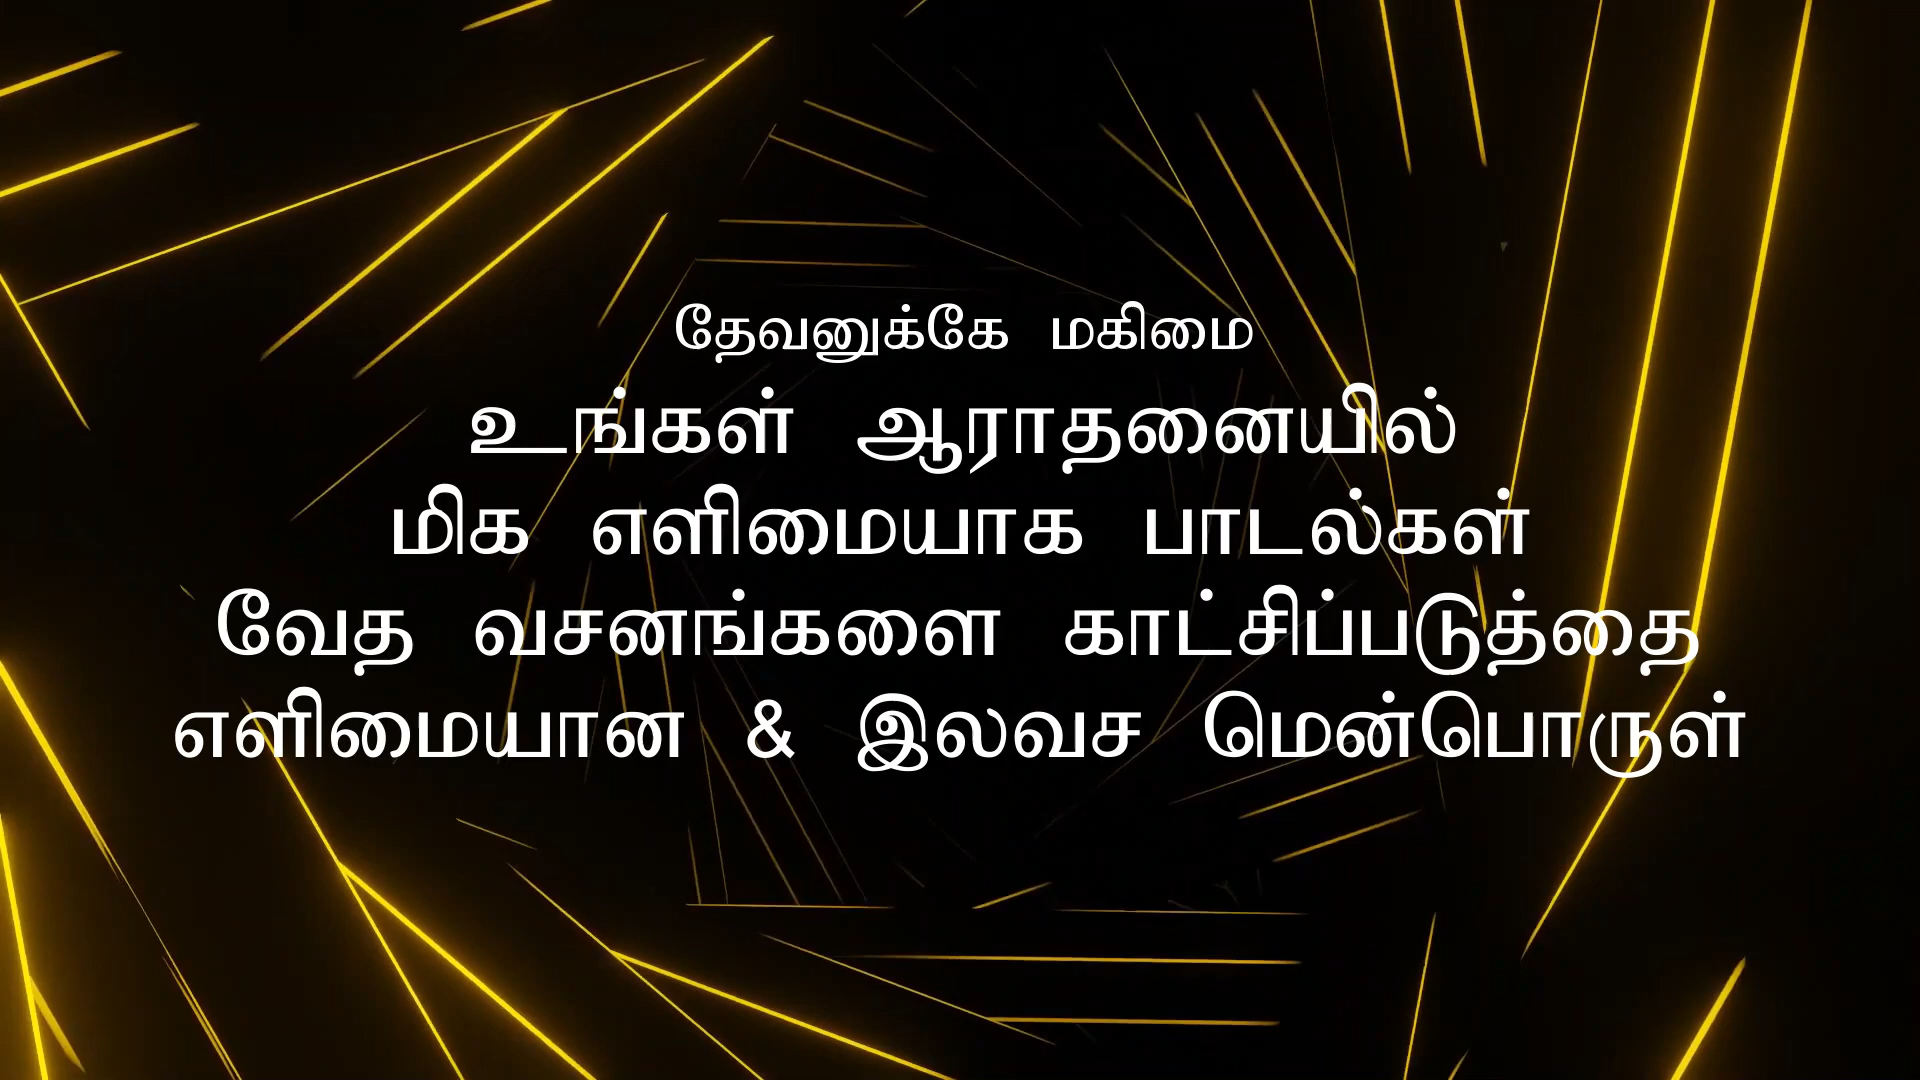 தேவனுக்கே மகிமை
உங்கள் ஆராதனையில்
மிக எளிமையாக பாடல்கள்
வேத வசனங்களை காட்சிப்படுத்தை
எளிமையான & இலவச மென்பொருள்